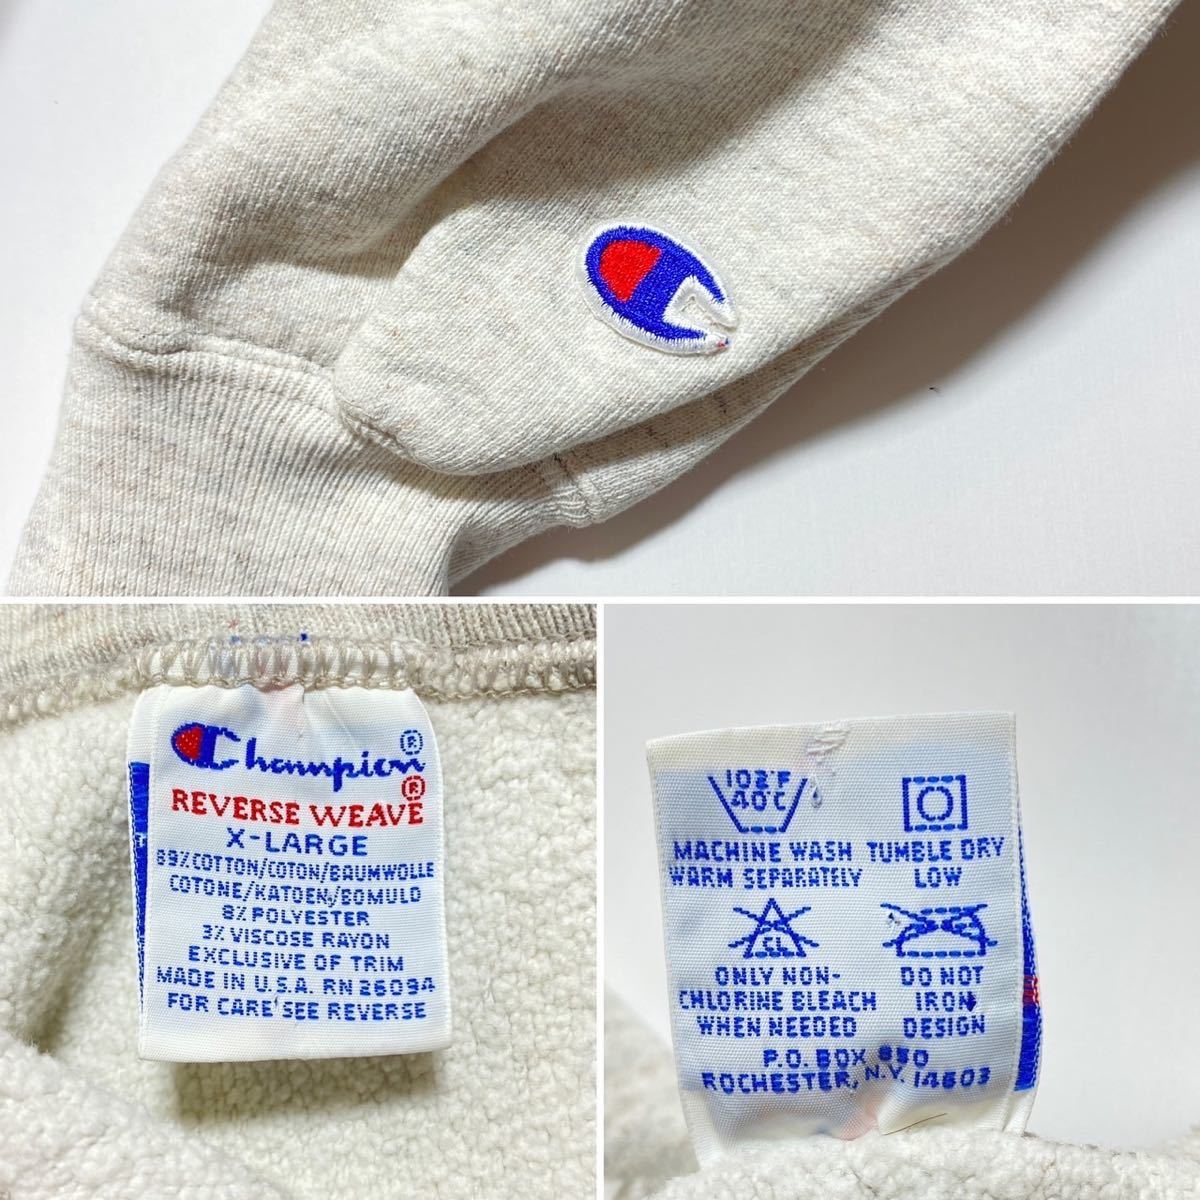 Champion®
REVERSE WEAVE®
X-LARGE
89% COTTON/COTON/BAUMWOLLE
COTONE/KATOEN/BOMULD
8% POLYESTER
3% VISCOSE RAYON
EXCLUSIVE OF TRIM
MADE IN U.S.A. RN26094
FOR CARE SEE REVERSE
102°F
40°C
MACHINE WASH
WARM SEPARATELY
TUMBLE DRY
LOW
CL
ONLY NON-
CHLORINE BLEACH
WHEN NEEDED
DO NOT
IRON
DESIGN
P.O. BOX 850
ROCHESTER, N.Y. 14603